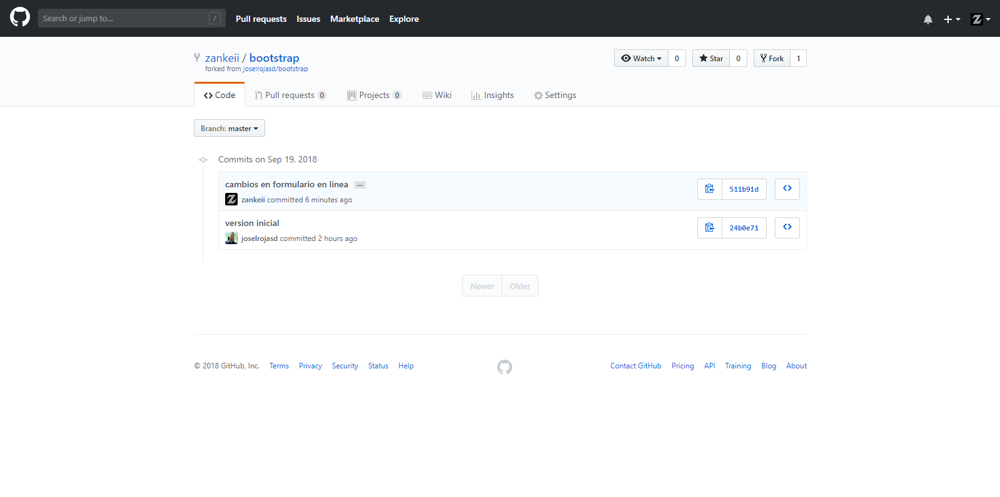 Search or jump to... /
Pull requests Issues Marketplace Explore
zankeii / bootstrap
forked from joselrojasd/bootstrap
Watch 0 Star 0 Fork 1
Code Pull requests 0 Projects 0 Wiki Insights Settings
Branch: master
Commits on Sep 19, 2018
cambios en formulario en linea ...
zankeii committed 6 minutes ago
511b91d
version inicial
joselrojasd committed 2 hours ago
24b0e71
Newer Older
© 2018 GitHub, Inc. Terms Privacy Security Status Help
Contact GitHub Pricing API Training Blog About